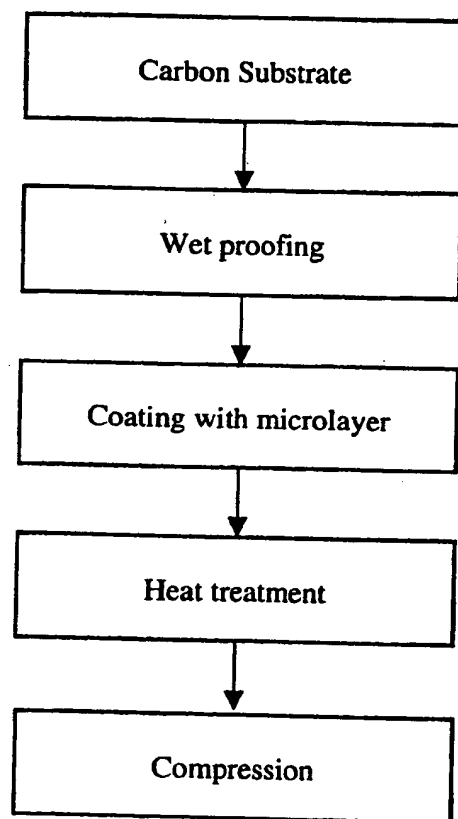 Carbon Substrate
Wet proofing
Coating with microlayer
Heat treatment
Compression